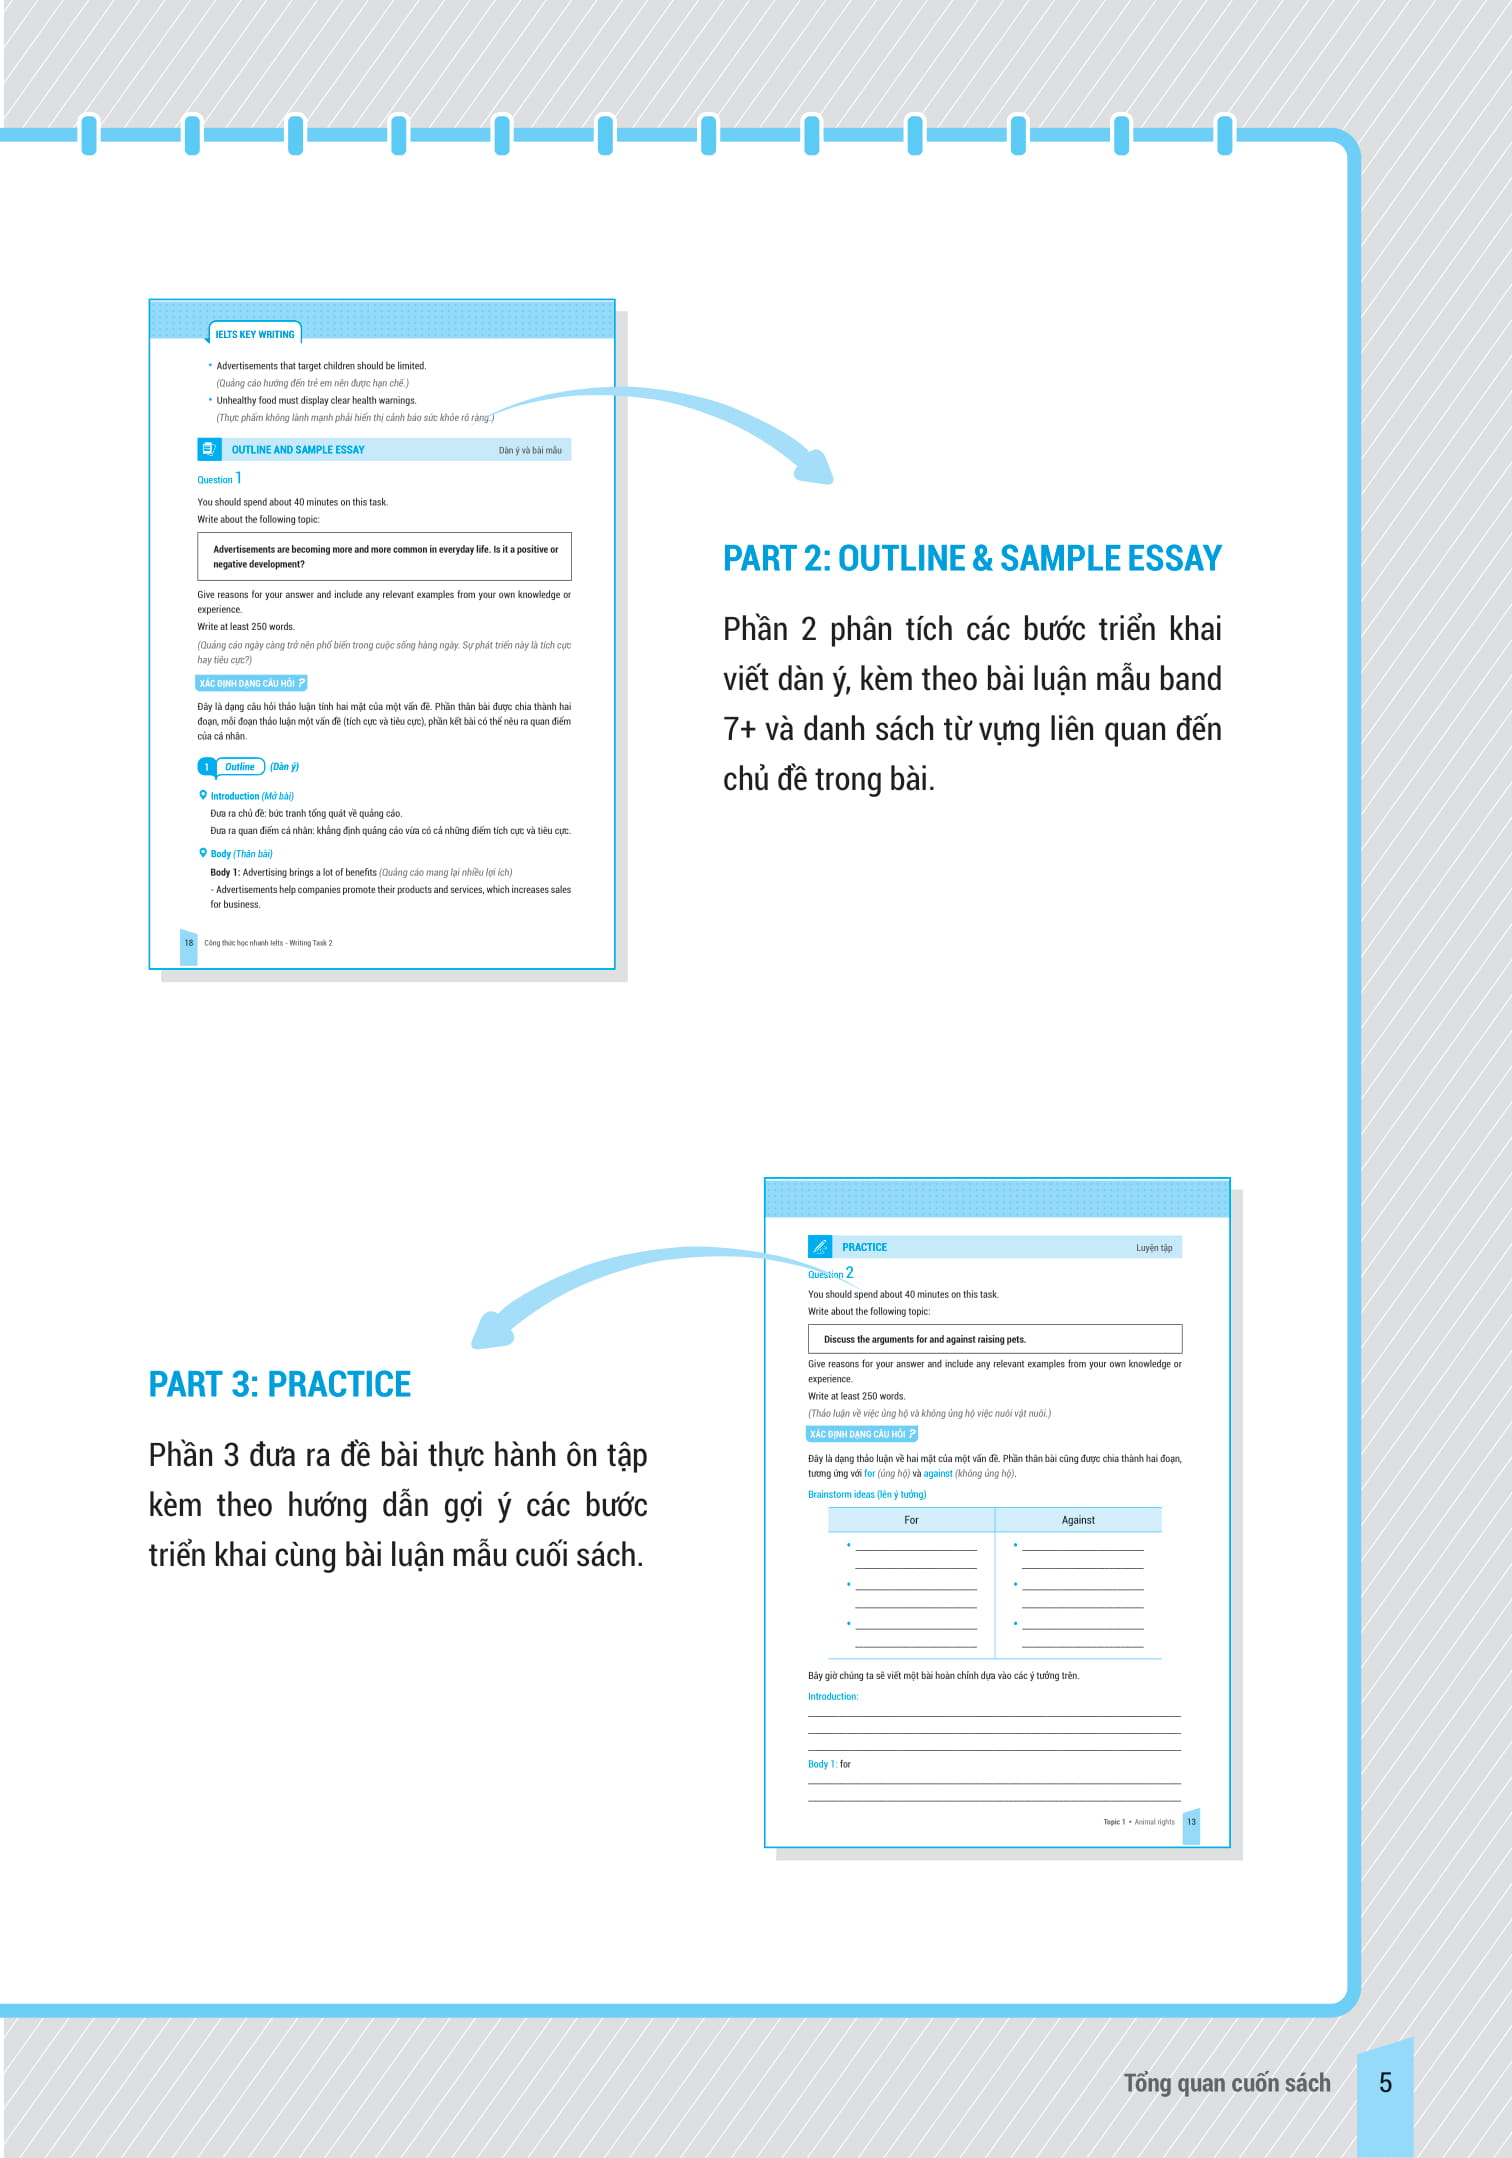 IELTS KEY WRITING
• Advertisements that target children should be limited.
(Quảng cáo hướng đến trẻ em nên được hạn chế.)
• Unhealthy food must display clear health warnings.
(Thực phẩm không lành mạnh phải hiển thị cảnh báo sức khỏe rõ ràng.)
OUTLINE AND SAMPLE ESSAY Dàn ý và bài mẫu
Question 1
You should spend about 40 minutes on this task.
Write about the following topic:
Advertisements are becoming more and more common in everyday life. Is it a positive or
negative development?
Give reasons for your answer and include any relevant examples from your own knowledge or
experience.
Write at least 250 words.
(Quảng cáo ngày càng trở nên phổ biến trong cuộc sống hàng ngày. Sự phát triển này là tích cực
hay tiêu cực?)
XÁC ĐỊNH DẠNG CÂU HỎI ?
Đây là dạng câu hỏi thảo luận tính hai mặt của một vấn đề. Phần thân bài được chia thành hai
đoạn, mỗi đoạn thảo luận một vấn đề (tích cực và tiêu cực), phần kết bài có thể nêu ra quan điểm
của cá nhân.
1 Outline (Dàn ý)
Introduction (Mở bài)
Đưa ra chủ đề: bức tranh tổng quát về quảng cáo.
Đưa ra quan điểm cá nhân: khẳng định quảng cáo vừa có cả những điểm tích cực và tiêu cực.
Body (Thân bài)
Body 1: Advertising brings a lot of benefits (Quảng cáo mang lại nhiều lợi ích)
- Advertisements help companies promote their products and services, which increases sales
for business.
18 Công thức học nhanh Ielts - Writing Task 2
PART 2: OUTLINE & SAMPLE ESSAY
Phần 2 phân tích các bước triển khai
viết dàn ý, kèm theo bài luận mẫu band
7+ và danh sách từ vựng liên quan đến
chủ đề trong bài.
PART 3: PRACTICE
Phần 3 đưa ra đề bài thực hành ôn tập
kèm theo hướng dẫn gợi ý các bước
triển khai cùng bài luận mẫu cuối sách.
PRACTICE Luyện tập
Question 2
You should spend about 40 minutes on this task.
Write about the following topic:
Discuss the arguments for and against raising pets.
Give reasons for your answer and include any relevant examples from your own knowledge or
experience.
Write at least 250 words.
(Thảo luận về việc ủng hộ và không ủng hộ việc nuôi vật nuôi.)
XÁC ĐỊNH DẠNG CÂU HỎI ?
Đây là dạng thảo luận về hai mặt của một vấn đề. Phần thân bài cũng được chia thành hai đoạn,
tương ứng với for (ủng hộ) và against (không ủng hộ).
Brainstorm ideas (lên ý tưởng)
For Against
Bây giờ chúng ta sẽ viết một bài hoàn chỉnh dựa vào các ý tưởng trên.
Introduction:
Body 1: for
Topic 1 • Animal rights 13
Tổng quan cuốn sách 5